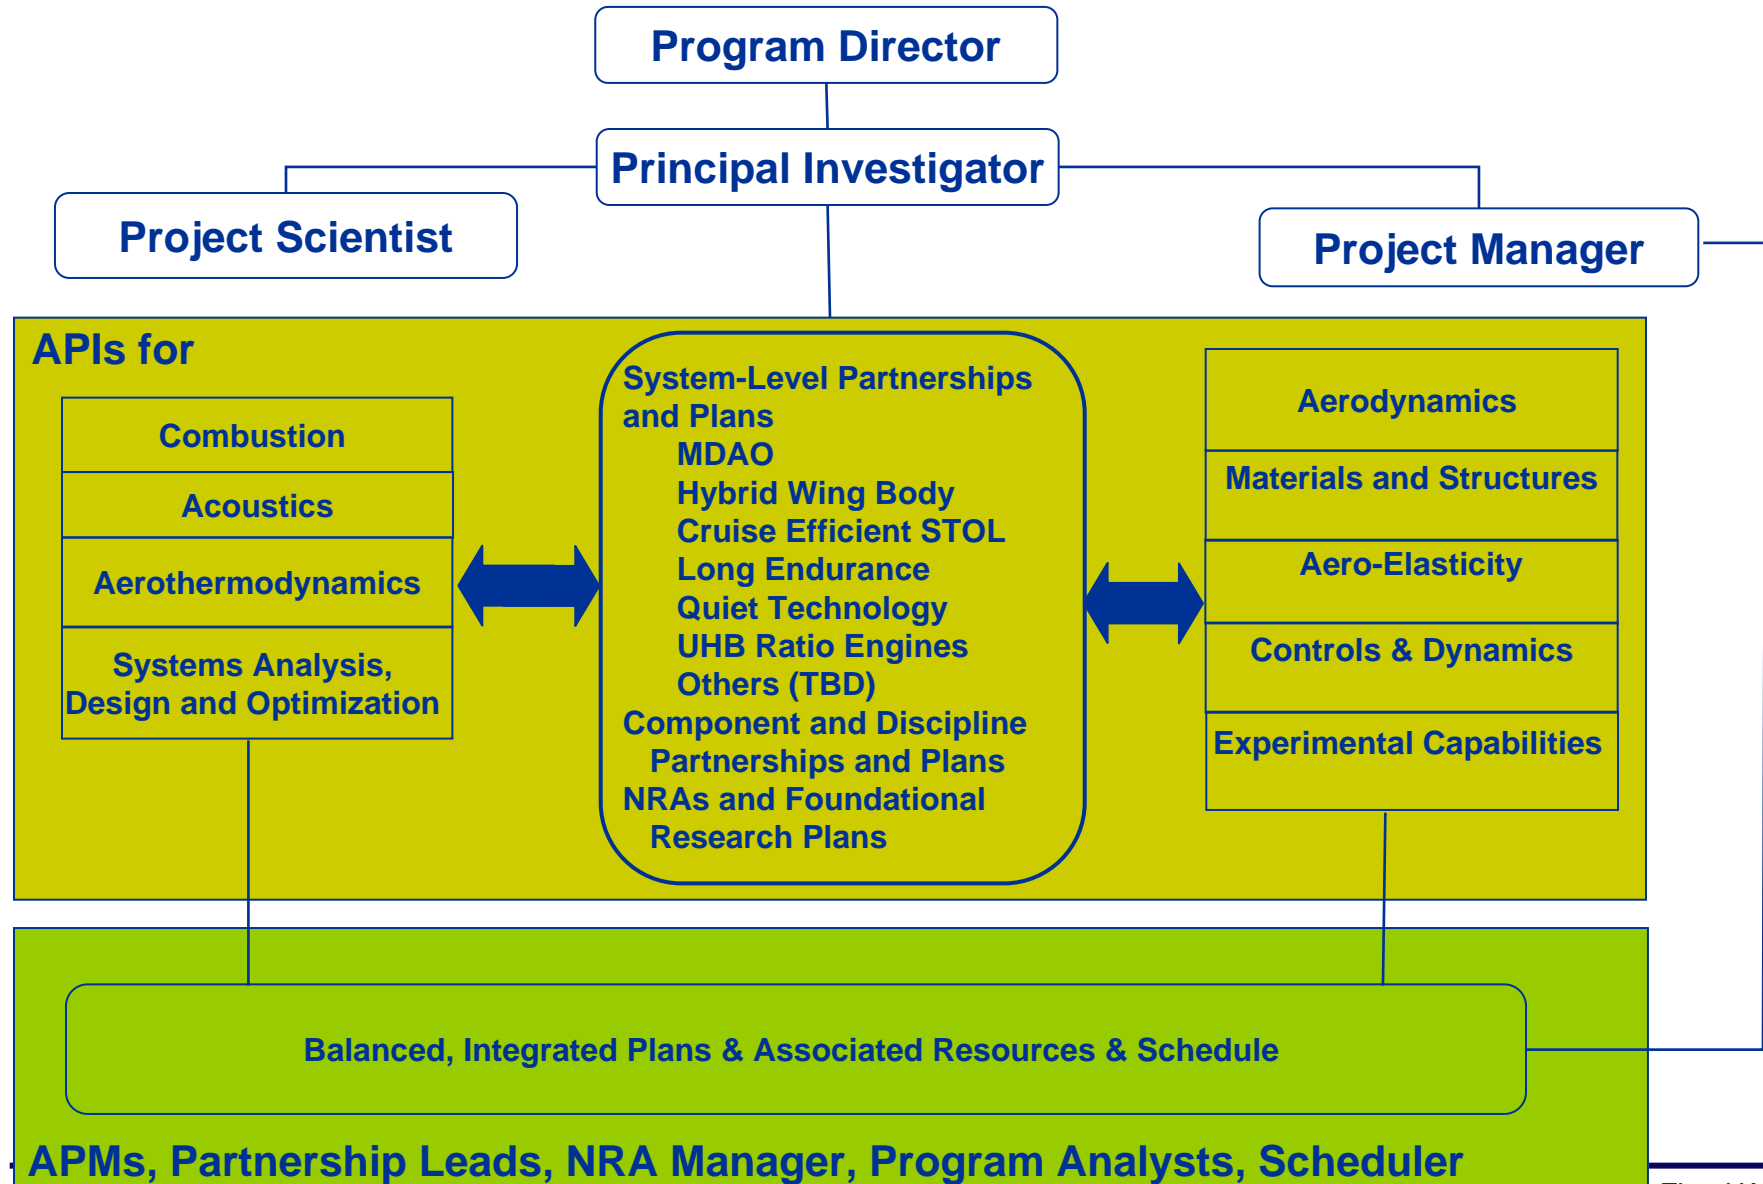 Program Director
Principal Investigator
Project Scientist
Project Manager
APIs for
Combustion
Acoustics
Aerothermodynamics
Systems Analysis,
Design and Optimization
System-Level Partnerships
and Plans
MDAO
Hybrid Wing Body
Cruise Efficient STOL
Long Endurance
Quiet Technology
UHB Ratio Engines
Others (TBD)
Component and Discipline
Partnerships and Plans
NRAs and Foundational
Research Plans
Aerodynamics
Materials and Structures
Aero-Elasticity
Controls & Dynamics
Experimental Capabilities
Balanced, Integrated Plans & Associated Resources & Schedule
APMs, Partnership Leads, NRA Manager, Program Analysts, Scheduler